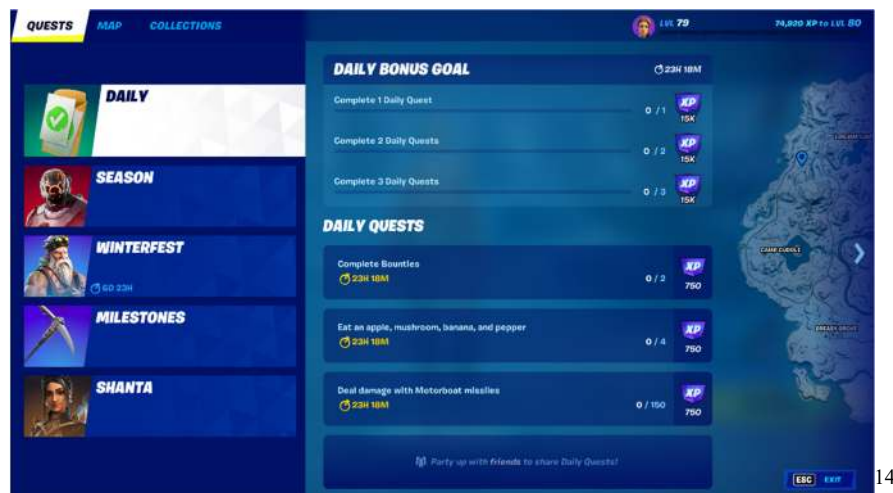 QUESTS MAP COLLECTIONS
LVL 79
74,920 XP to LVL 80
DAILY
SEASON
WINTERFEST
6D 23H
MILESTONES
SHANTA
DAILY BONUS GOAL
23H 18M
Complete 1 Daily Quest
0 / 1
XP
15K
Complete 2 Daily Quests
0 / 2
XP
15K
Complete 3 Daily Quests
0 / 3
XP
15K
DAILY QUESTS
Complete Bounties
23H 18M
0 / 2
XP
750
Eat an apple, mushroom, banana, and pepper
23H 18M
0 / 4
XP
750
Deal damage with Motorboat missiles
23H 18M
0 / 150
XP
750
Party up with friends to share Daily Quests!
CAMP CUDDLE
ESC EXIT
14